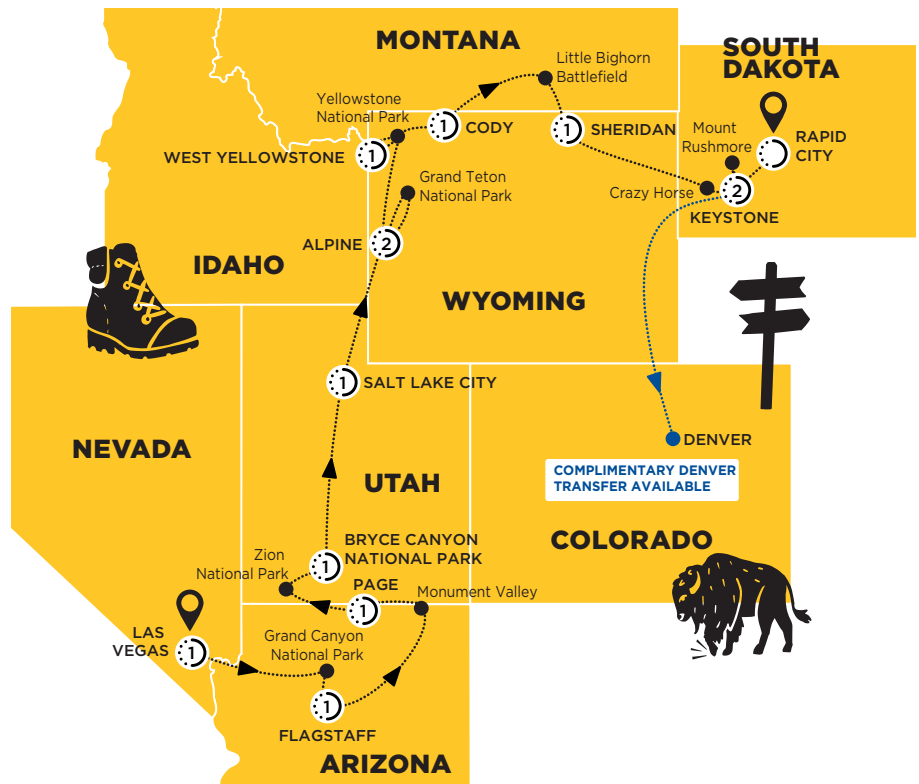 MONTANA
SOUTH
DAKOTA
Little Bighorn
Battlefield
Yellowstone
National Park
1
CODY
1
SHERIDAN
Mount
Rushmore
RAPID
CITY
WEST YELLOWSTONE
1
Grand Teton
National Park
Crazy Horse
2
KEYSTONE
ALPINE
2
IDAHO
WYOMING
1
SALT LAKE CITY
NEVADA
DENVER
COMPLIMENTARY DENVER
TRANSFER AVAILABLE
UTAH
COLORADO
BRYCE CANYON
NATIONAL PARK
1
Zion
National Park
PAGE
1
Monument Valley
LAS
VEGAS
1
Grand Canyon
National Park
1
FLAGSTAFF
ARIZONA